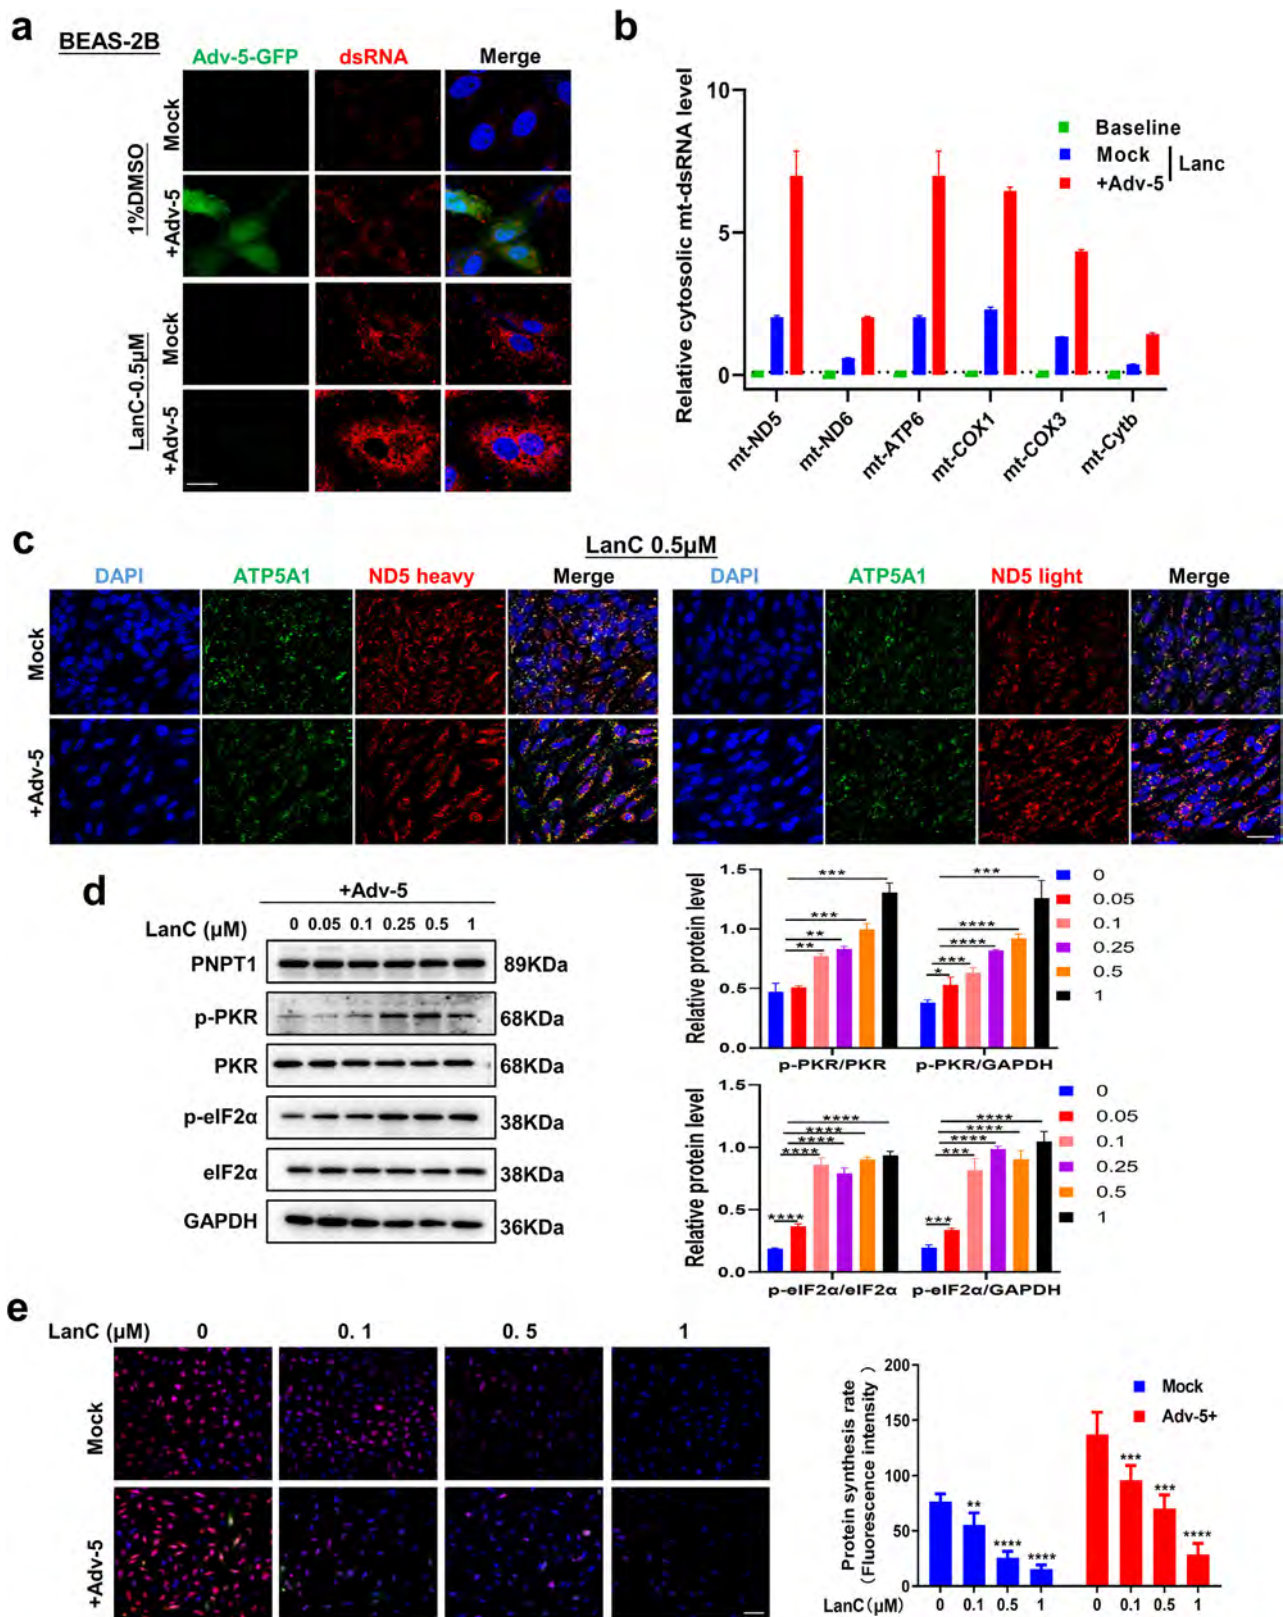 a
BEAS-2B
Adv-5-GFP dsRNA Merge
1%DMSO
Mock
+Adv-5
LanC-0.5μM
Mock
+Adv-5
b
Relative cytosolic mt-dsRNA level
10
5
0
Baseline
Mock
+Adv-5
Lanc
mt-ND5 mt-ND6 mt-ATP6 mt-COX1 mt-COX3 mt-Cytb
c
LanC 0.5μM
DAPI ATP5A1 ND5 heavy Merge DAPI ATP5A1 ND5 light Merge
Mock
+Adv-5
d
+Adv-5
LanC (μM) 0 0.05 0.1 0.25 0.5 1
PNPT1 89KDa
p-PKR 68KDa
PKR 68KDa
p-eIF2α 38KDa
eIF2α 38KDa
GAPDH 36KDa
Relative protein level
1.5
1.0
0.5
0.0
** ** *** ***
* *** **** **** ***
p-PKR/PKR p-PKR/GAPDH
0
0.05
0.1
0.25
0.5
1
Relative protein level
1.5
1.0
0.5
0.0
**** **** **** **** ****
*** *** **** **** ****
p-eIF2α/eIF2α p-eIF2α/GAPDH
0
0.05
0.1
0.25
0.5
1
e
LanC (μM) 0 0. 1 0. 5 1
Mock
+Adv-5
Protein synthesis rate
(Fluorescence intensity)
200
150
100
50
0
Mock
Adv-5+
** **** **** *** *** ****
LanC(μM) 0 0.1 0.5 1 0 0.1 0.5 1